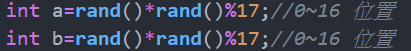 int a=rand()*rand()%17;//0~16 位置
int b=rand()*rand()%17;//0~16 位置